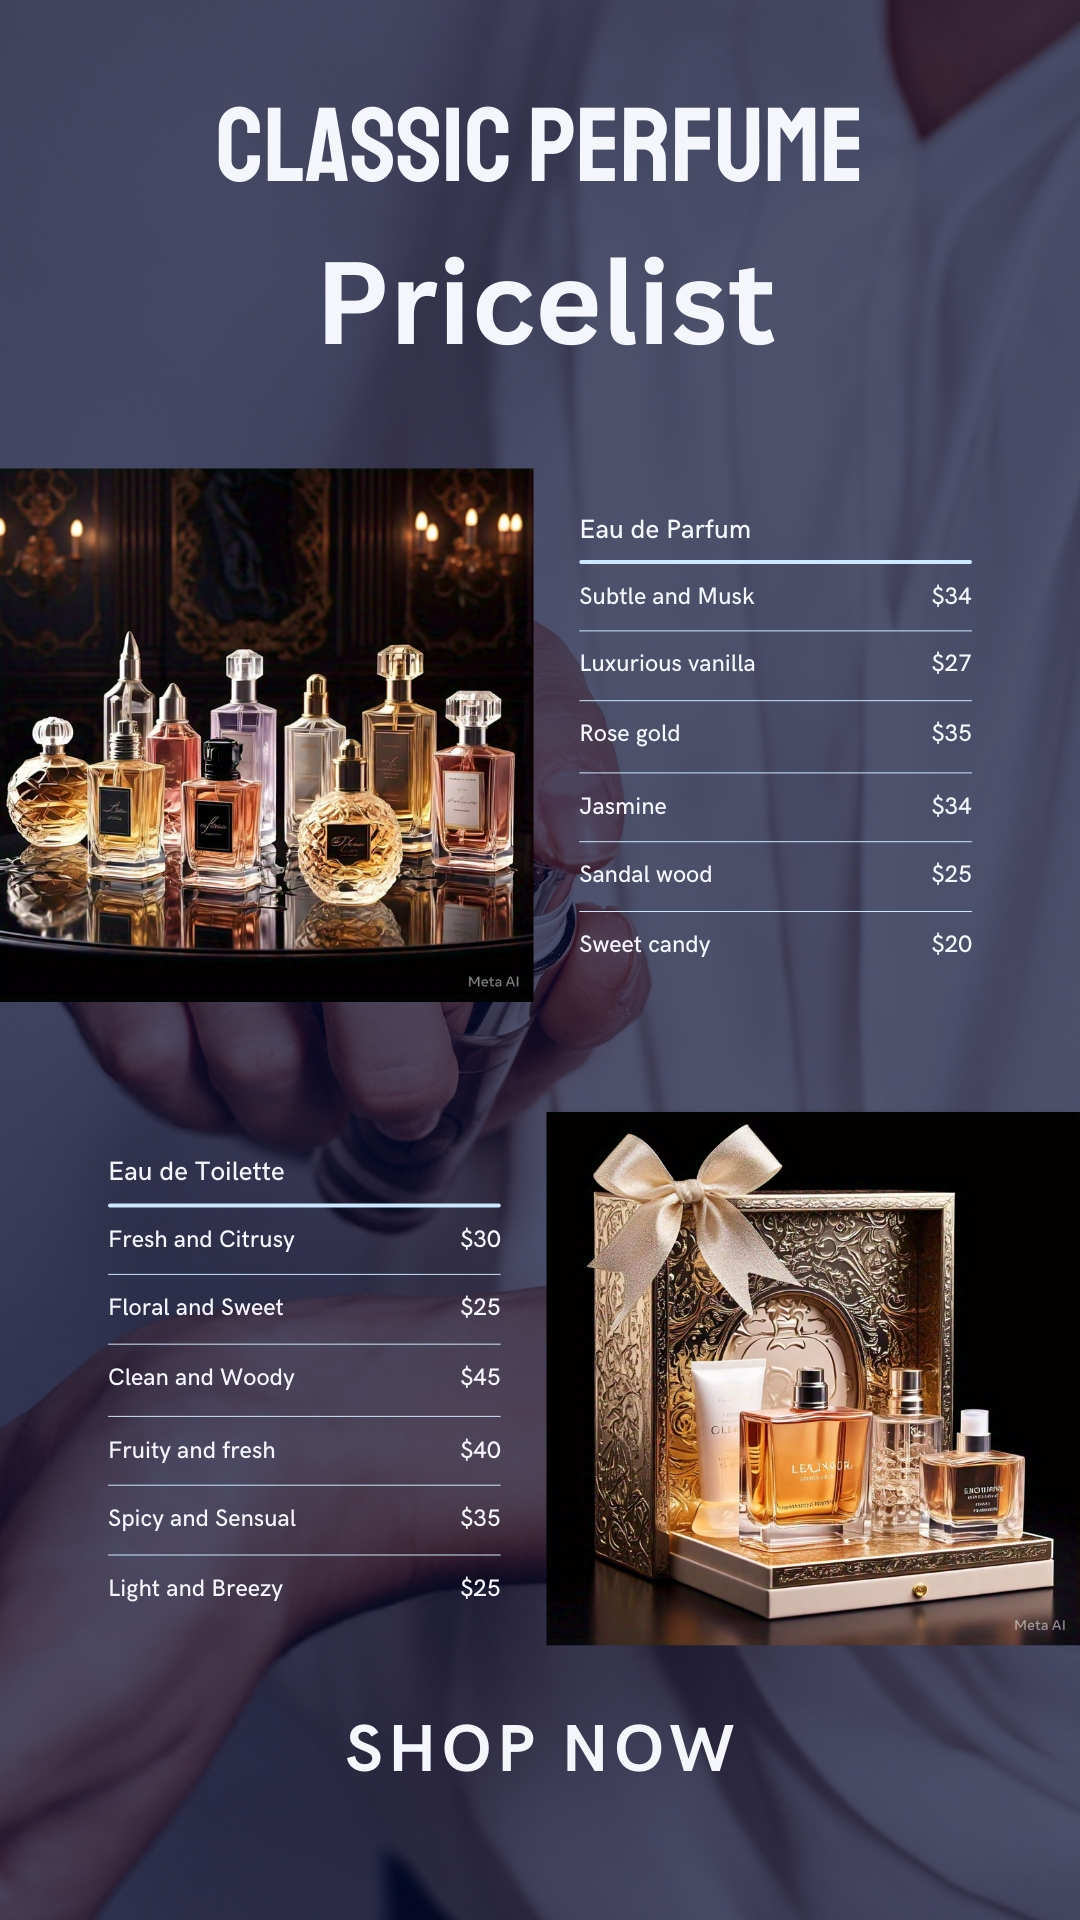 CLASSIC PERFUME
Pricelist
Eau de Parfum
Subtle and Musk $34
Luxurious vanilla $27
Rose gold $35
Jasmine $34
Sandal wood $25
Sweet candy $20
Meta AI
Eau de Toilette
Fresh and Citrusy $30
Floral and Sweet $25
Clean and Woody $45
Fruity and fresh $40
Spicy and Sensual $35
Light and Breezy $25
Meta AI
SHOP NOW